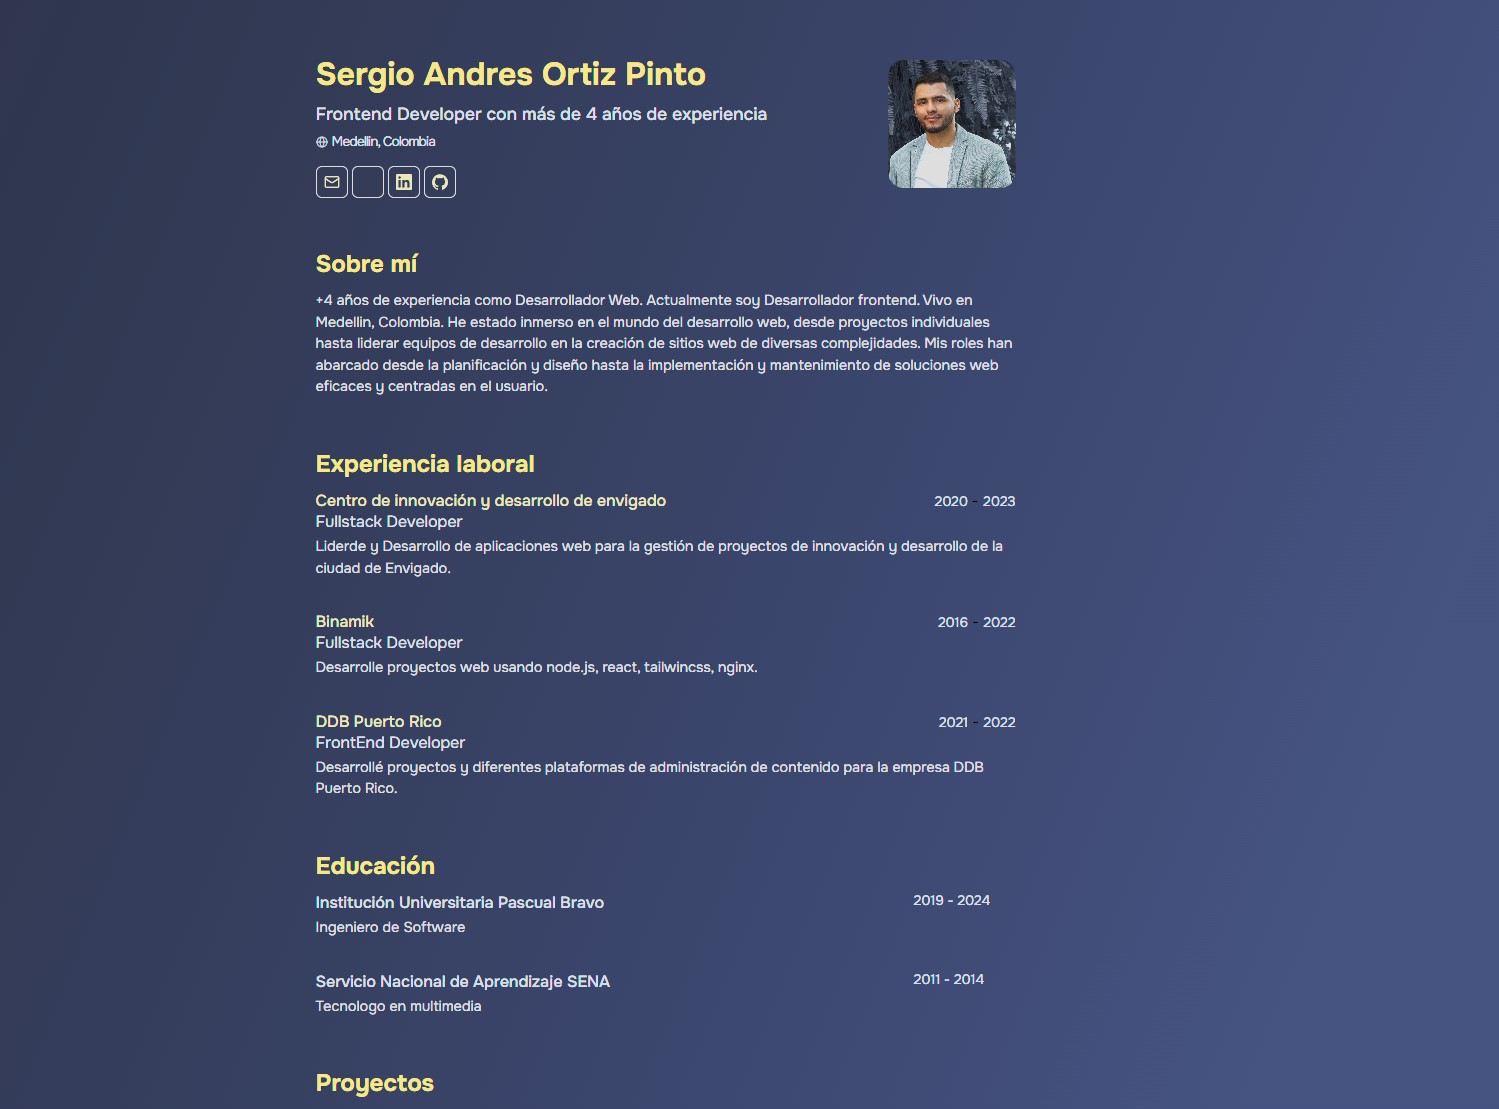 Sergio Andres Ortiz Pinto
Frontend Developer con más de 4 años de experiencia
Medellin, Colombia
in
Sobre mí
+4 años de experiencia como Desarrollador Web. Actualmente soy Desarrollador frontend. Vivo en
Medellin, Colombia. He estado inmerso en el mundo del desarrollo web, desde proyectos individuales
hasta liderar equipos de desarrollo en la creación de sitios web de diversas complejidades. Mis roles han
abarcado desde la planificación y diseño hasta la implementación y mantenimiento de soluciones web
eficaces y centradas en el usuario.
Experiencia laboral
Centro de innovación y desarrollo de envigado 2020 - 2023
Fullstack Developer
Liderde y Desarrollo de aplicaciones web para la gestión de proyectos de innovación y desarrollo de la
ciudad de Envigado.
Binamik 2016 - 2022
Fullstack Developer
Desarrolle proyectos web usando node.js, react, tailwincss, nginx.
DDB Puerto Rico 2021 - 2022
FrontEnd Developer
Desarrollé proyectos y diferentes plataformas de administración de contenido para la empresa DDB
Puerto Rico.
Educación
Institución Universitaria Pascual Bravo 2019 - 2024
Ingeniero de Software
Servicio Nacional de Aprendizaje SENA 2011 - 2014
Tecnologo en multimedia
Proyectos